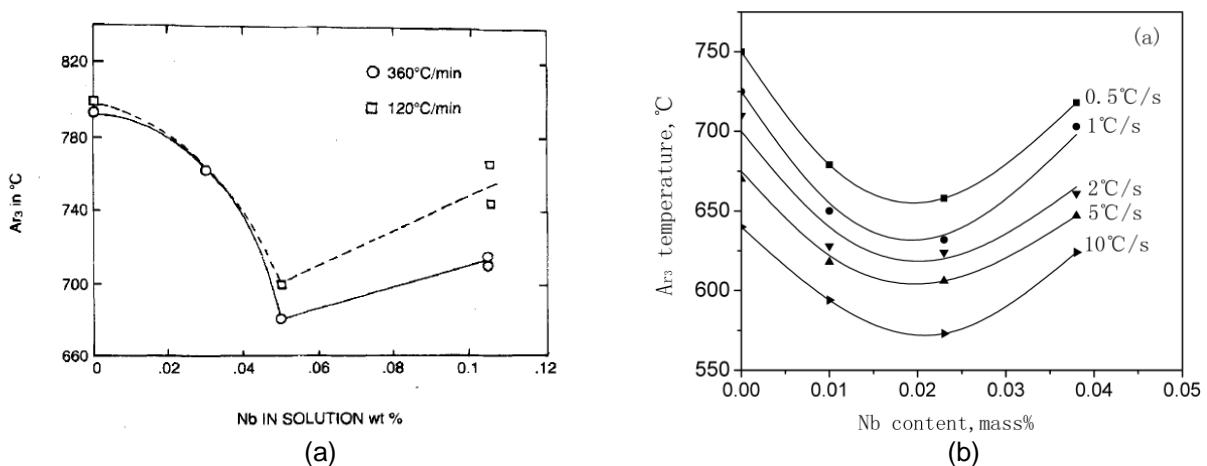 820
780
740
700
660
Ar3 in °C
360°C/min
120°C/min
0 .02 .04 .06 .08 0.1 .12
Nb IN SOLUTION wt %
(a)
(a)
750
700
650
600
550
Ar3 temperature,℃
0.5℃/s
1℃/s
2℃/s
5℃/s
10℃/s
0.00 0.01 0.02 0.03 0.04 0.05
Nb content,mass%
(b)